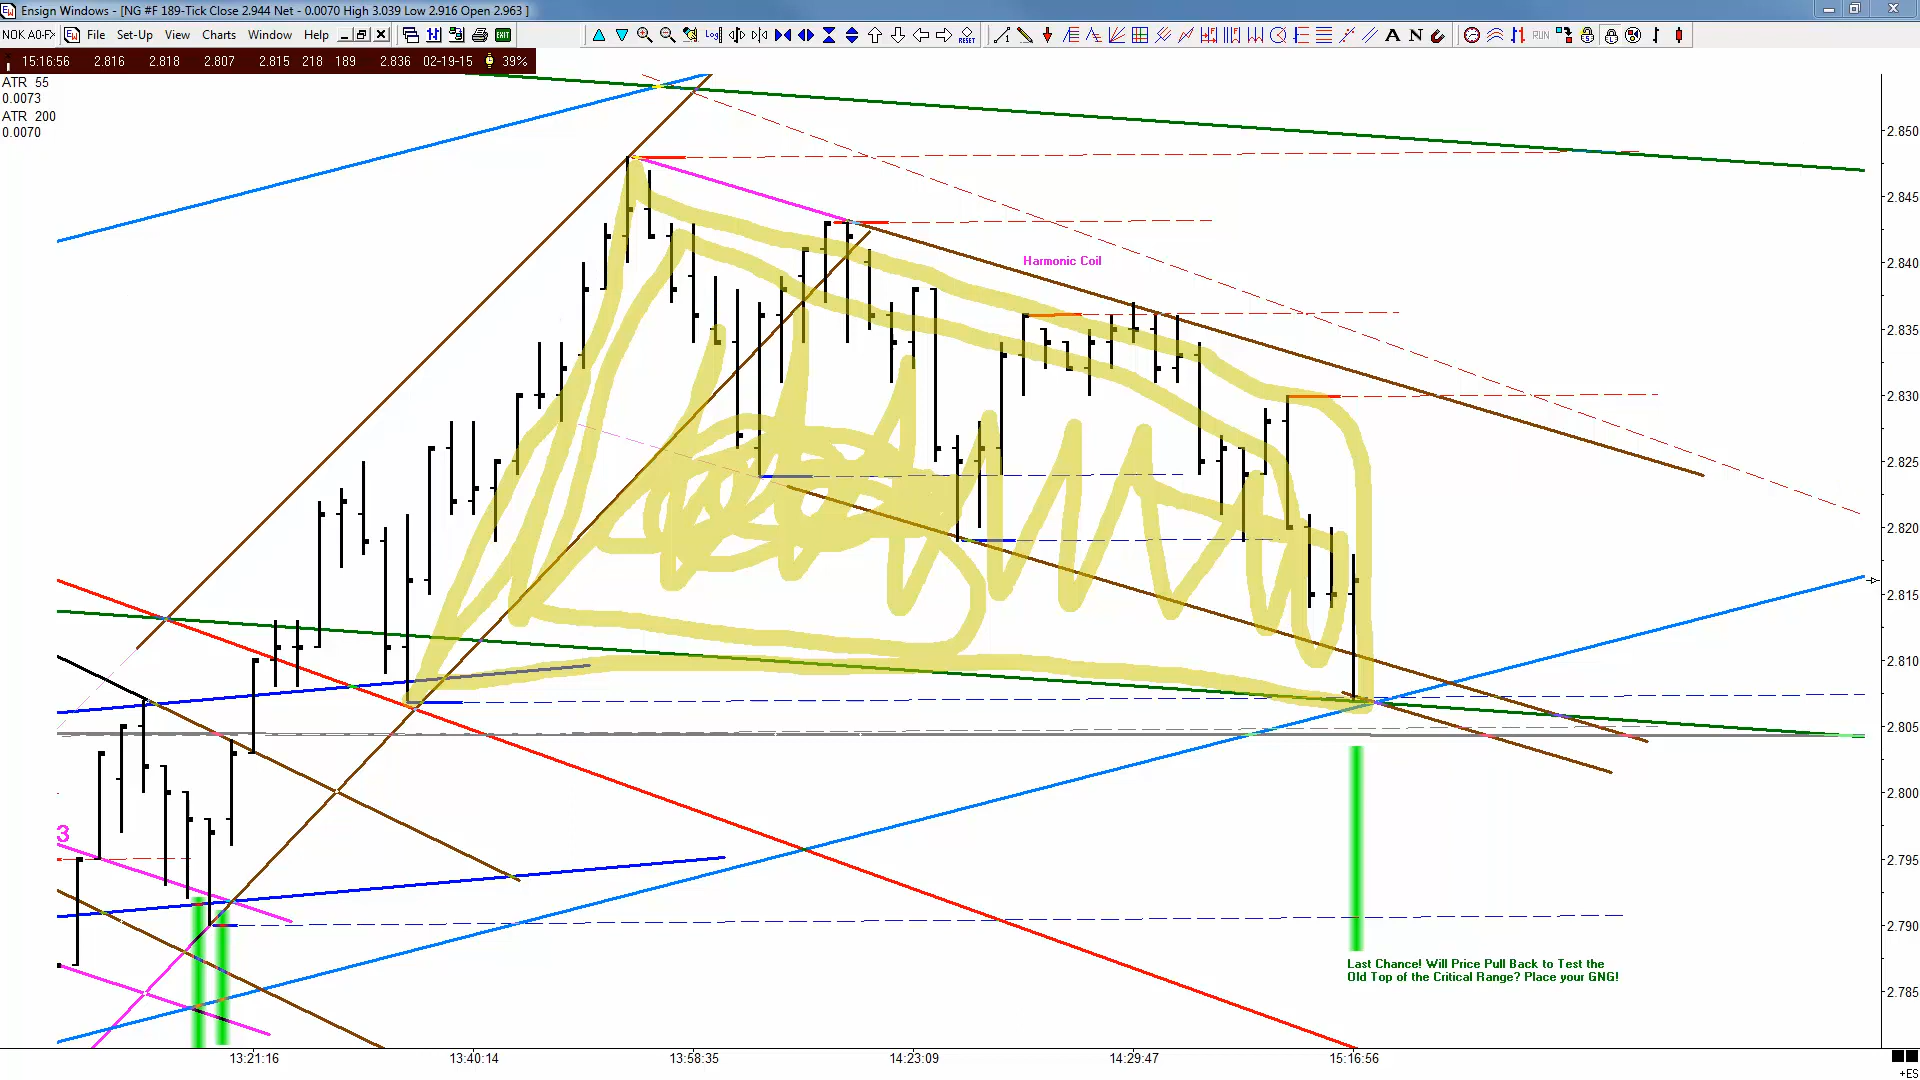 Ensign Windows - [NG #F 189-Tick Close 2.944 Net - 0.0070 High 3.039 Low 2.916 Open 2.963 ]
NOK A0-FX File Set-Up View Charts Window Help
15:16:56 2.816 2.818 2.807 2.815 218 189 2.836 02-19-15 39%
ATR 55
0.0073
ATR 200
0.0070
2.850
2.845
Harmonic Coil
2.840
2.835
2.830
2.825
2.820
2.815
2.810
2.805
2.800
3
2.795
2.790
Last Chance! Will Price Pull Back to Test the
Old Top of the Critical Range? Place your GNG!
2.785
13:21:16 13:40:14 13:58:35 14:23:09 14:29:47 15:16:56
+ES